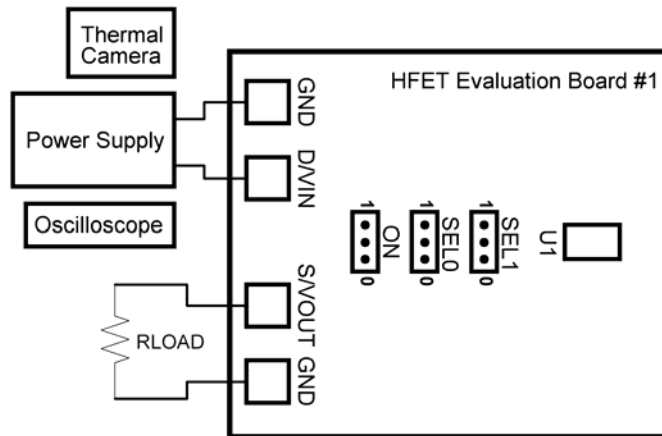 Thermal
Camera
HFET Evaluation Board #1
GND
Power Supply
D/VIN
Oscilloscope
1
ON
0
1
SEL0
0
1
SEL1
0
U1
S/VOUT
RLOAD
GND